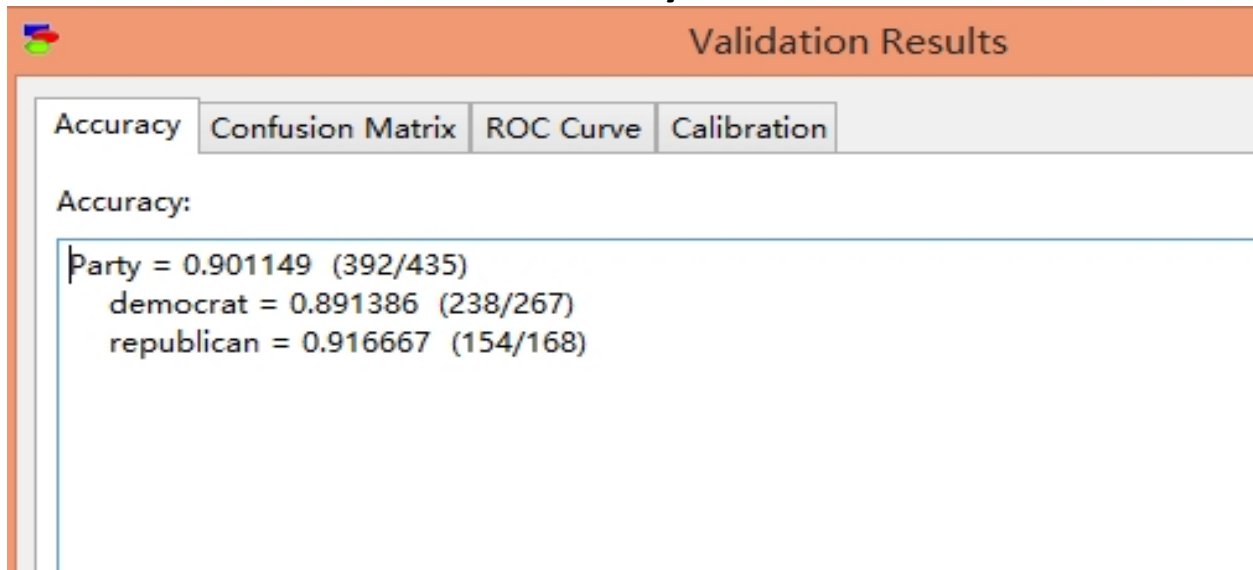 Validation Results
Accuracy Confusion Matrix ROC Curve Calibration
Accuracy:
Party = 0.901149 (392/435)
democrat = 0.891386 (238/267)
republican = 0.916667 (154/168)